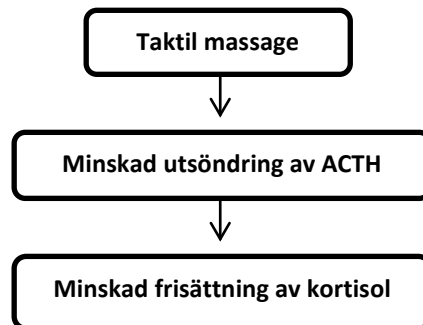 Taktil massage
Minskad utsöndring av ACTH
Minskad frisättning av kortisol